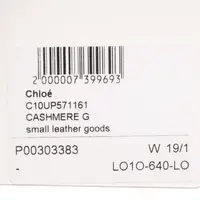 2 000007 399693
Chloé
C10UP571161
CASHMERE G
small leather goods
P00303383 W 19/1
- LO1O-640-LO